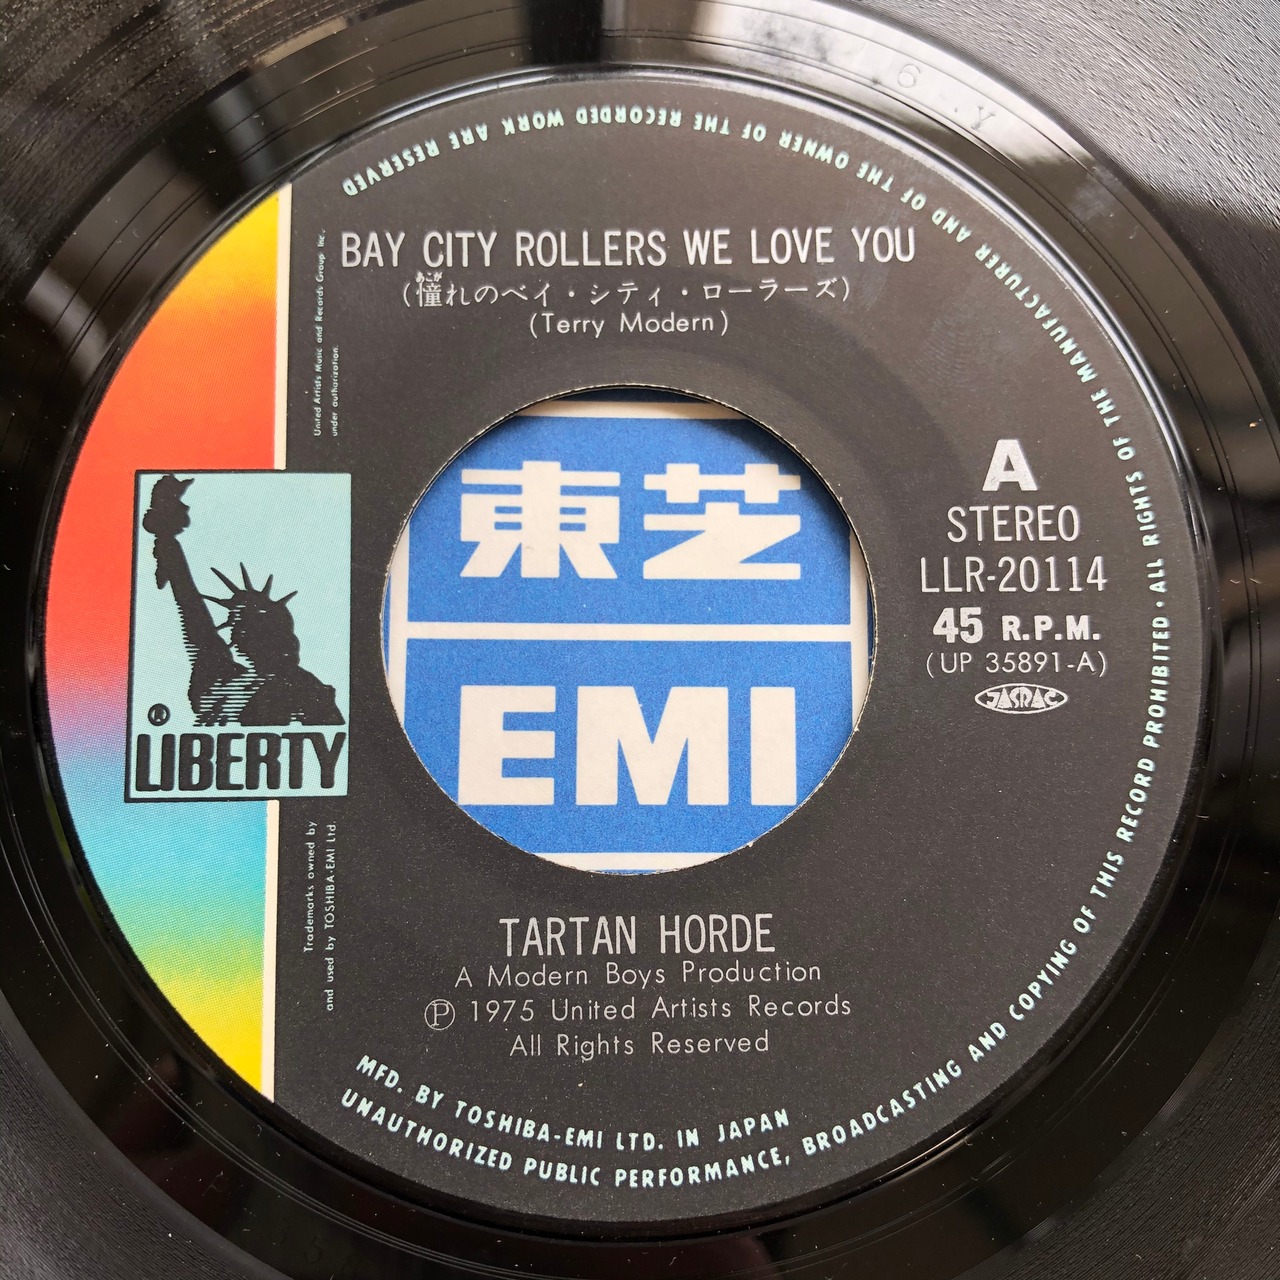 BAY CITY ROLLERS WE LOVE YOU
あこが
(憧れのベイ・シティ・ローラーズ)
(Terry Modern)
United Artists Music and Records Group Inc.
under authorization.
東芝
EMI
A
STEREO
LLR-20114
45 R.P.M.
(UP 35891-A)
JASRAC
®
LIBERTY
Trademarks owned by
and used by TOSHIBA-EMI Ltd.
TARTAN HORDE
A Modern Boys Production
Ⓟ 1975 United Artists Records
All Rights Reserved
MFD. BY TOSHIBA-EMI LTD. IN JAPAN
UNAUTHORIZED PUBLIC PERFORMANCE, BROADCASTING AND COPYING OF THIS RECORD PROHIBITED • ALL RIGHTS OF THE MANUFACTURER AND OF THE OWNER OF THE RECORDED WORK ARE RESERVED